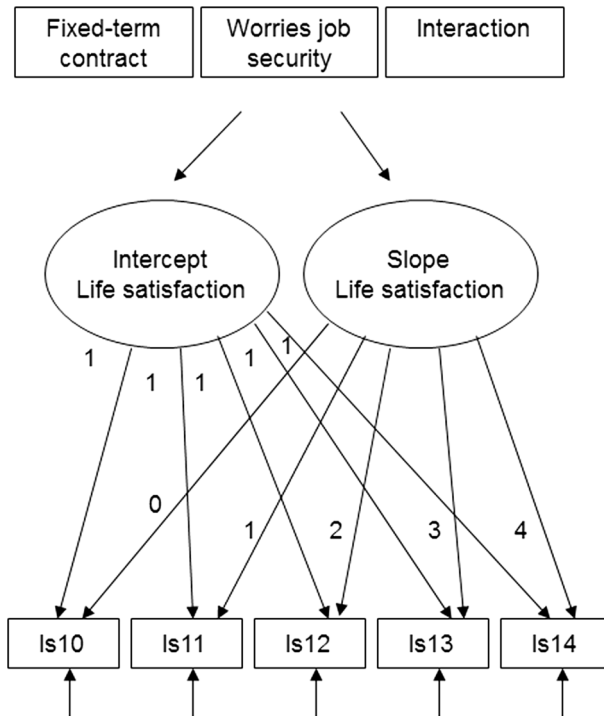 Fixed-term
contract
Worries job
security
Interaction
Intercept
Life satisfaction
Slope
Life satisfaction
1
1
1
1
1
0
1
2
3
4
ls10
ls11
ls12
ls13
ls14